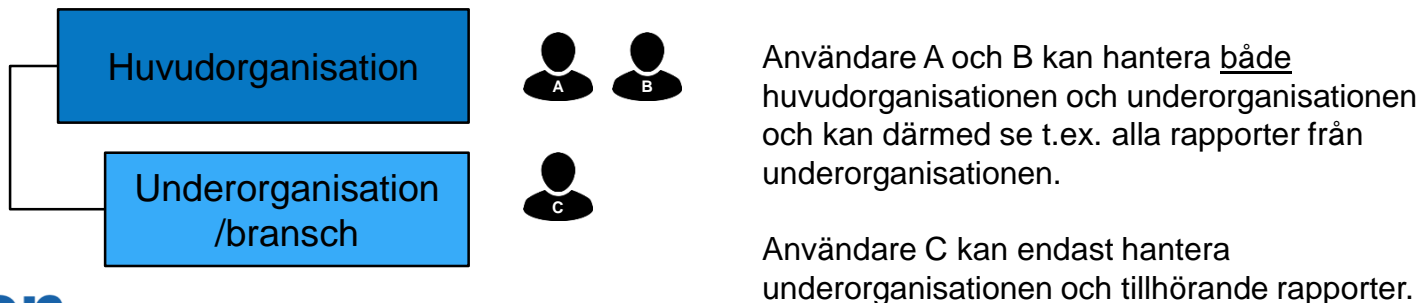 Huvudorganisation
A
B
Användare A och B kan hantera både
huvudorganisationen och underorganisationen
och kan därmed se t.ex. alla rapporter från
underorganisationen.
Underorganisation
/bransch
C
Användare C kan endast hantera
underorganisationen och tillhörande rapporter.